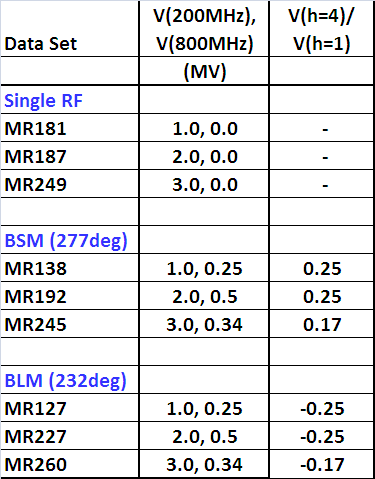 Data Set V(200MHz), V(800MHz) (MV) V(h=4)/ V(h=1)
Single RF
MR181 1.0, 0.0 -
MR187 2.0, 0.0 -
MR249 3.0, 0.0 -
BSM (277deg)
MR138 1.0, 0.25 0.25
MR192 2.0, 0.5 0.25
MR245 3.0, 0.34 0.17
BLM (232deg)
MR127 1.0, 0.25 -0.25
MR227 2.0, 0.5 -0.25
MR260 3.0, 0.34 -0.17